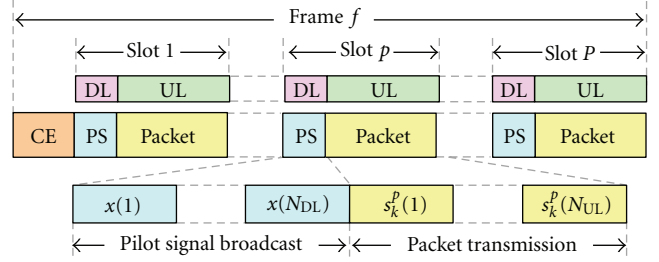 Frame f
Slot 1 Slot p Slot P
DL UL DL UL DL UL
CE PS Packet PS Packet PS Packet
x(1) x(N_DL) s_k^p(1) s_k^p(N_UL)
Pilot signal broadcast Packet transmission